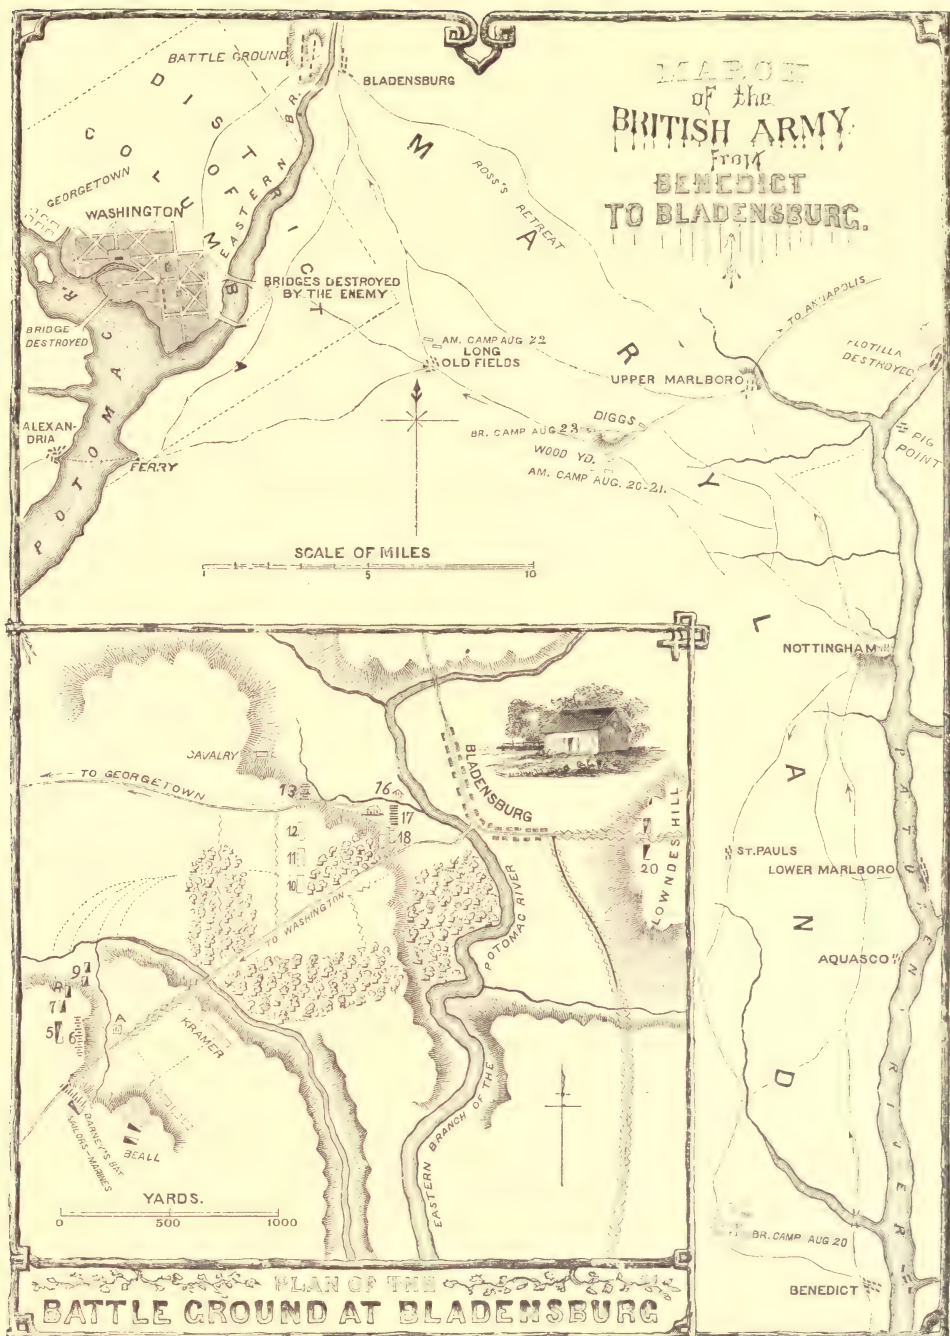 MARCH
of the
BRITISH ARMY
From
BENEDICT
TO BLADENSBURG.
BATTLE GROUND
BLADENSBURG
DISTRICT
OF
COLUMBIA
GEORGETOWN
WASHINGTON
EASTERN BR.
MARYLAND
ROSS'S RETREAT
BRIDGES DESTROYED
BY THE ENEMY
BRIDGE
DESTROYED
POTOMAC R.
AM. CAMP AUG 22
LONG
OLD FIELDS
TO ANNAPOLIS
FLOTILLA
DESTROYED
UPPER MARLBORO
DIGGS
BR. CAMP AUG 23
WOOD YD.
AM. CAMP AUG. 20-21.
PIG
POINT
ALEXAN-
DRIA
FERRY
SCALE OF MILES
1 5 10
NOTTINGHAM
PATUXENT RIVER
ST. PAULS
LOWER MARLBORO
AQUASCO
BR. CAMP AUG 20
BENEDICT
CAVALRY
TO GEORGETOWN
13
16
17
18
12
11
10
BLADENSBURG
LOWNDES HILL
20
TO WASHINGTON
EASTERN BRANCH OF THE POTOMAC RIVER
9
R
7
5 6
A
KRAMER
BARNEY'S BAT
SAILORS-MARINES
BEALL
YARDS.
0 500 1000
PLAN OF THE
BATTLE GROUND AT BLADENSBURG